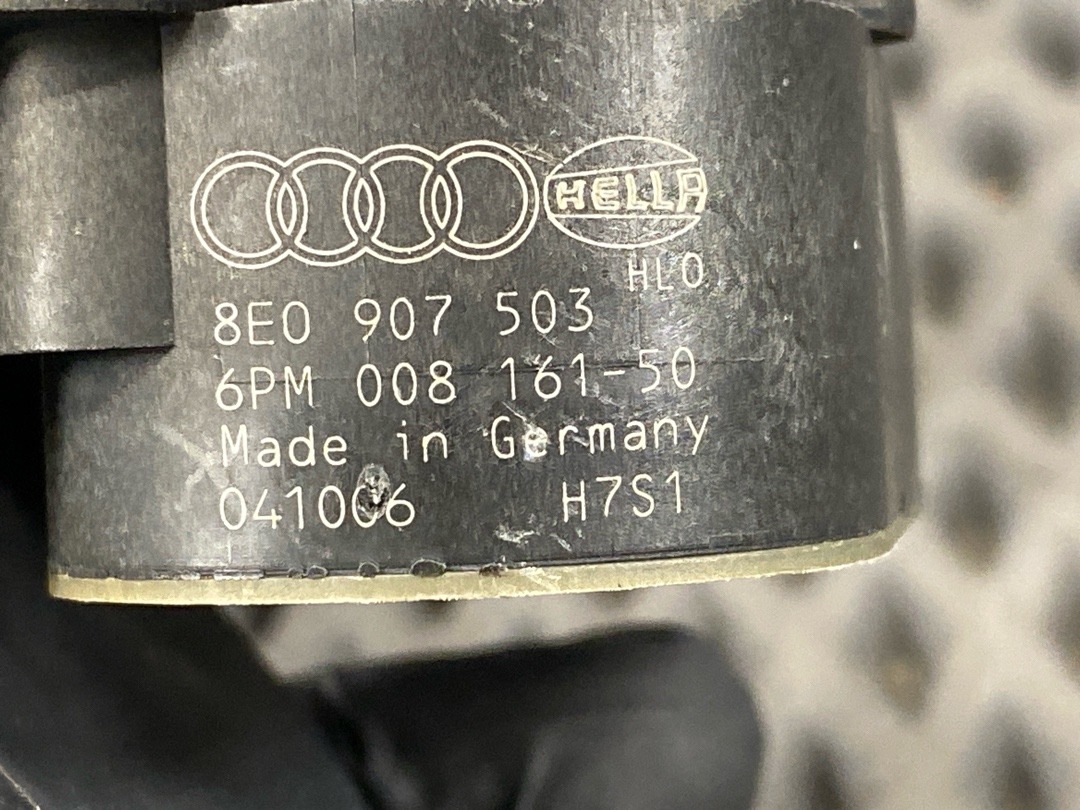 HELLA
HLO
8E0 907 503
6PM 008 161-50
Made in Germany
041006 H7S1